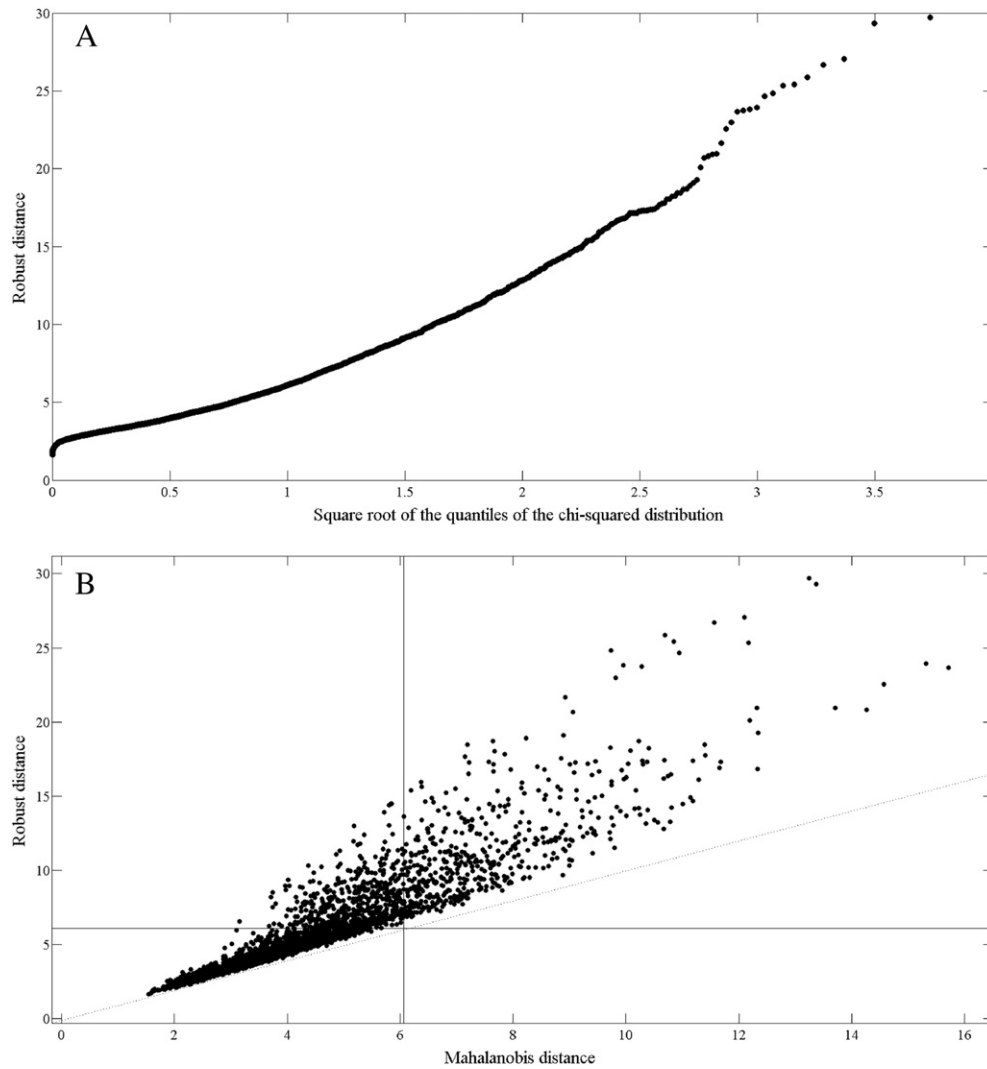 A
30
25
20
15
10
5
0
Robust distance
0 0.5 1 1.5 2 2.5 3 3.5
Square root of the quantiles of the chi-squared distribution
B
30
25
20
15
10
5
0
Robust distance
0 2 4 6 8 10 12 14 16
Mahalanobis distance